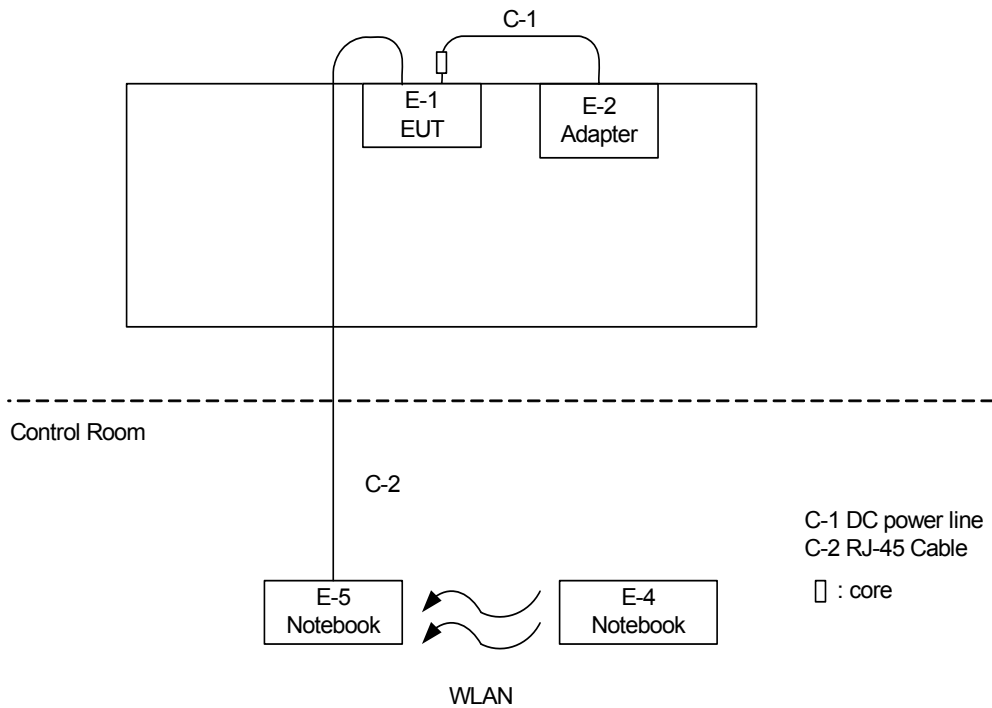 C-1
E-1
EUT
E-2
Adapter
Control Room
C-2
C-1 DC power line
C-2 RJ-45 Cable
: core
E-5
Notebook
E-4
Notebook
WLAN